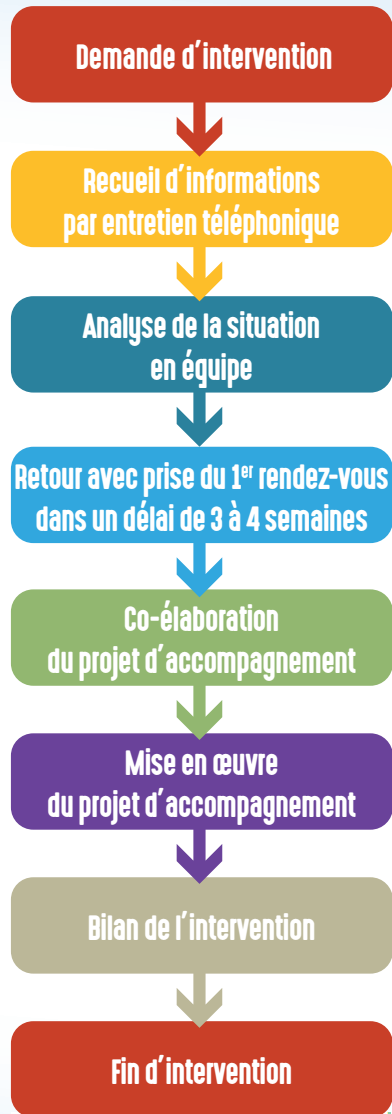 Demande d'intervention
Recueil d'informations
par entretien téléphonique
Analyse de la situation
en équipe
Retour avec prise du 1er rendez-vous
dans un délai de 3 à 4 semaines
Co-élaboration
du projet d'accompagnement
Mise en œuvre
du projet d'accompagnement
Bilan de l'intervention
Fin d'intervention